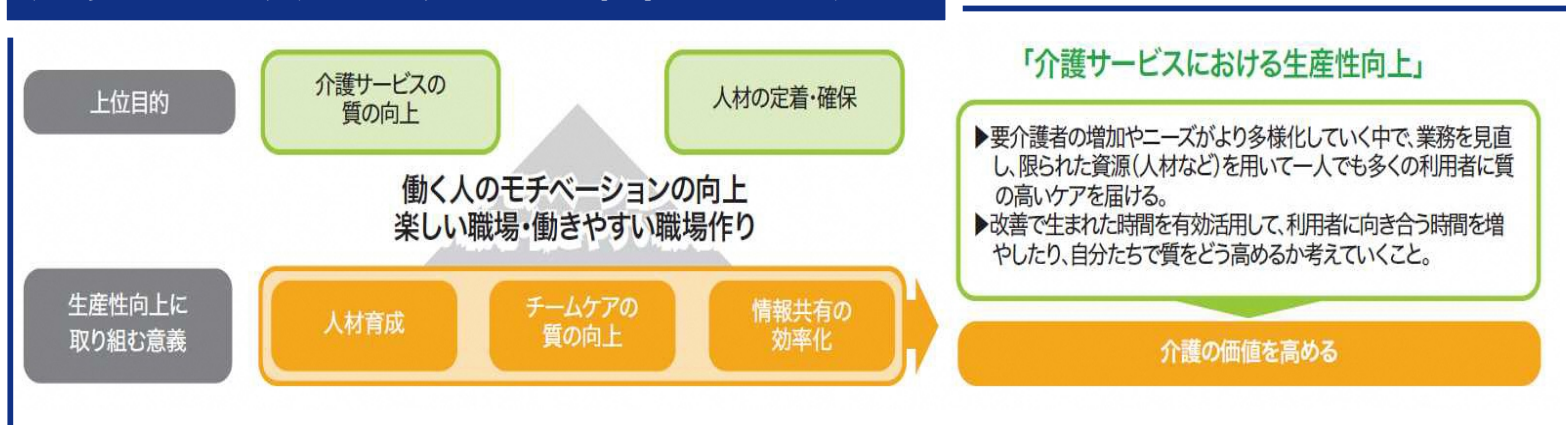 上位目的
介護サービスの
質の向上
人材の定着・確保
働く人のモチベーションの向上
楽しい職場・働きやすい職場作り
生産性向上に
取り組む意義
人材育成
チームケアの
質の向上
情報共有の
効率化
「介護サービスにおける生産性向上」
▶要介護者の増加やニーズがより多様化していく中で、業務を見直
し、限られた資源(人材など)を用いて一人でも多くの利用者に質
の高いケアを届ける。
▶改善で生まれた時間を有効活用して、利用者に向き合う時間を増
やしたり、自分たちで質をどう高めるか考えていくこと。
介護の価値を高める